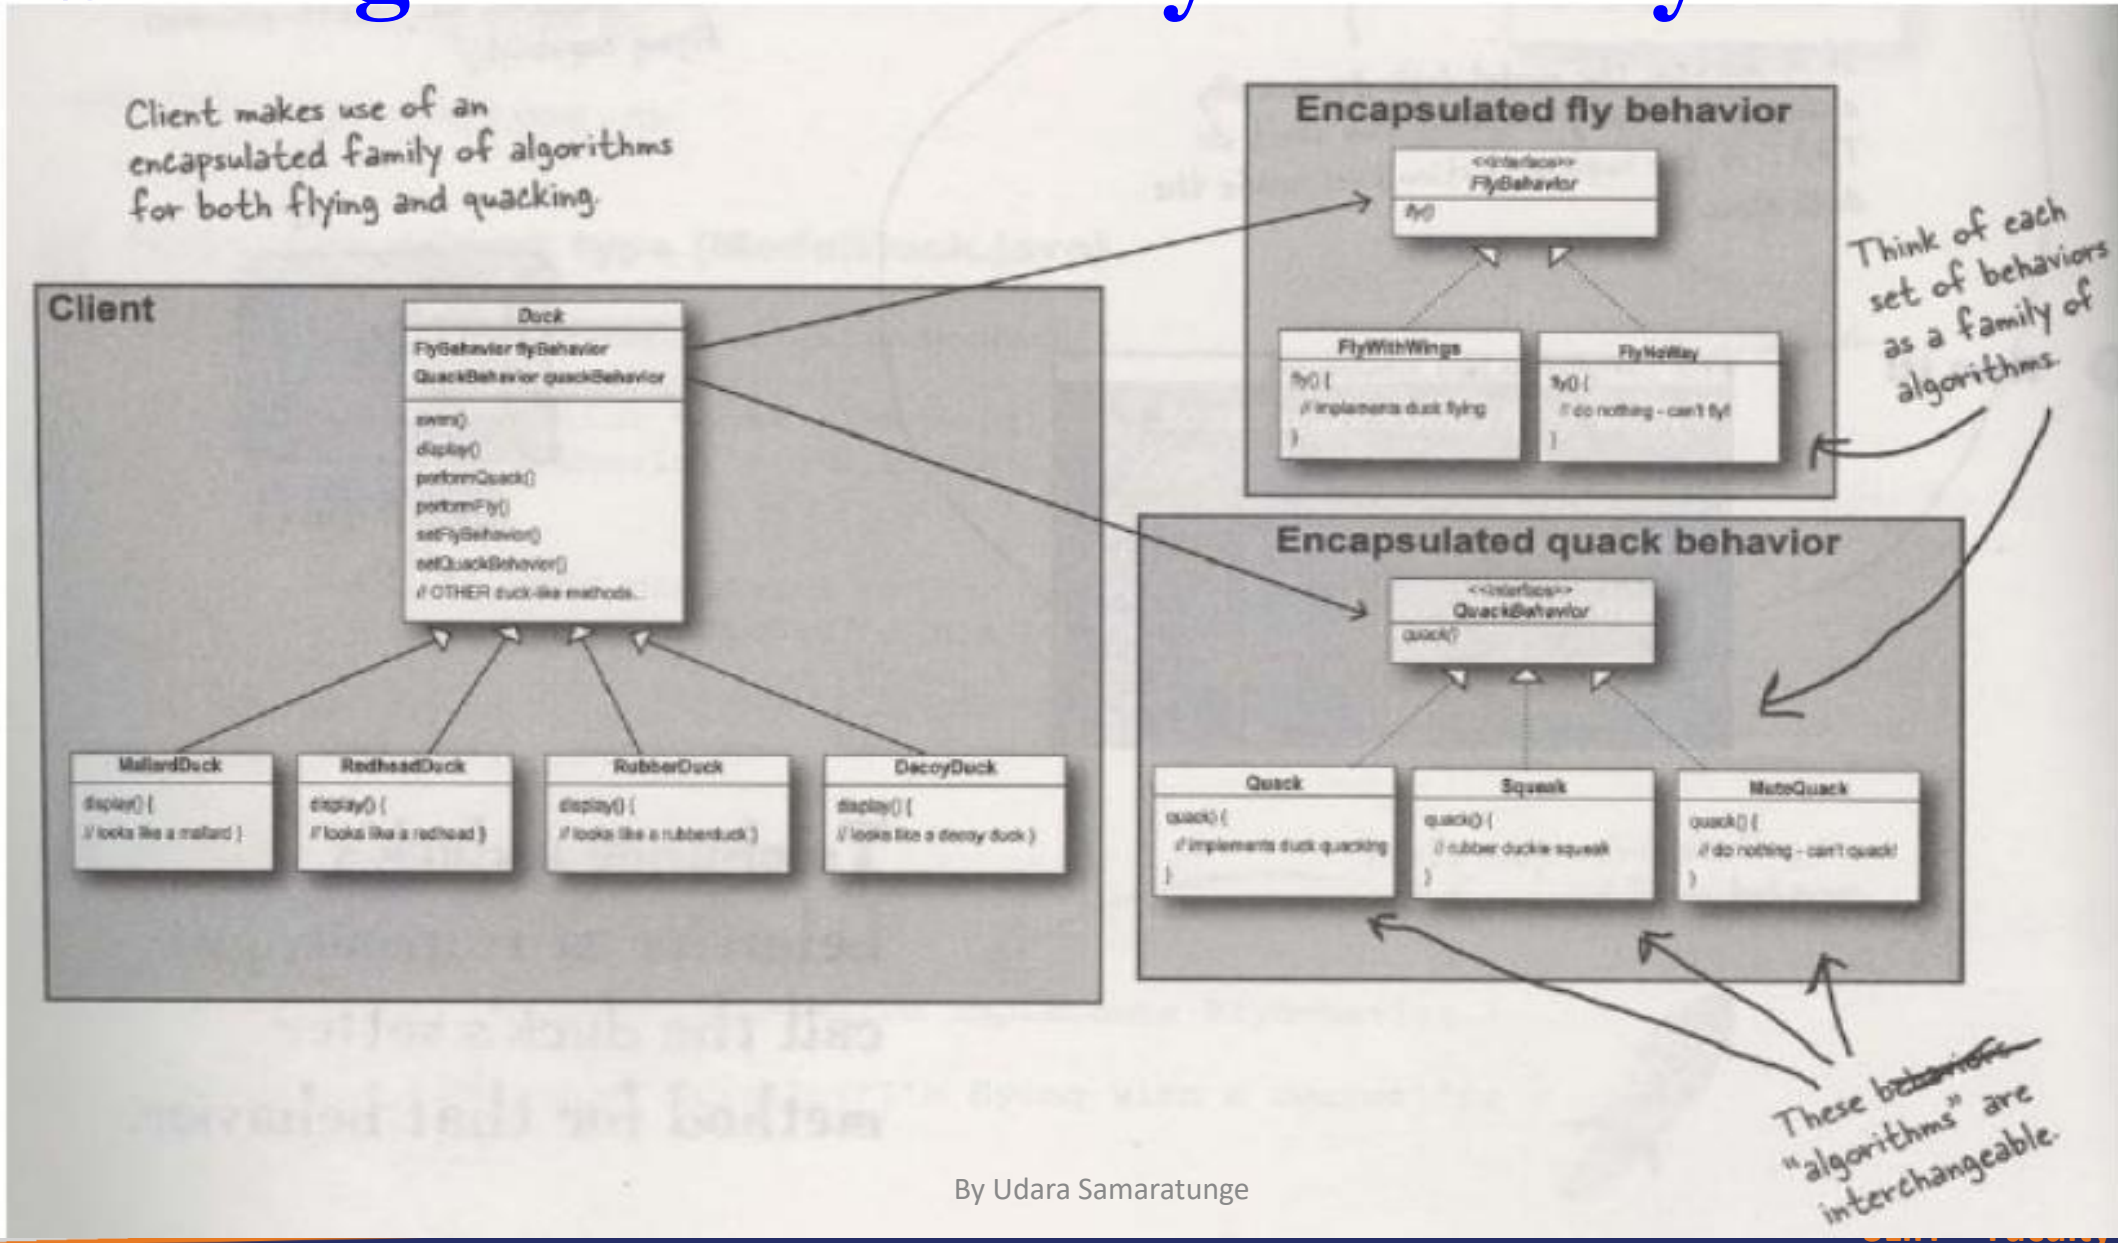 Client makes use of an
encapsulated family of algorithms
for both flying and quacking.
Client
Duck
FlyBehavior flyBehavior
QuackBehavior quackBehavior
swim()
display()
performQuack()
performFly()
setFlyBehavior()
setQuackBehavior()
// OTHER duck-like methods...
MallardDuck
display() {
// looks like a mallard }
RedheadDuck
display() {
// looks like a redhead }
RubberDuck
display() {
// looks like a rubberduck }
DecoyDuck
display() {
// looks like a decoy duck }
Encapsulated fly behavior
<<interface>>
FlyBehavior
fly()
FlyWithWings
fly() {
// implements duck flying
}
FlyNoWay
fly() {
// do nothing - can't fly!
}
Think of each
set of behaviors
as a family of
algorithms.
Encapsulated quack behavior
<<interface>>
QuackBehavior
quack()
Quack
quack() {
// implements duck quacking
}
Squeak
quack() {
// rubber duckie squeak
}
MuteQuack
quack() {
// do nothing - can't quack!
}
These behaviors
"algorithms" are
interchangeable.
By Udara Samaratunge